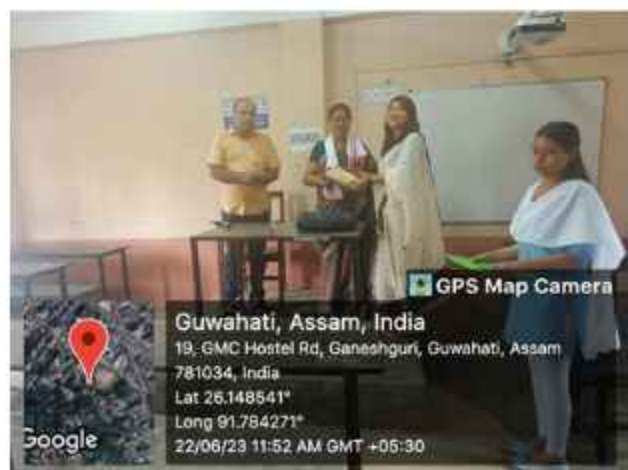 GPS Map Camera
Guwahati, Assam, India
19, GMC Hostel Rd, Ganeshguri, Guwahati, Assam
781034, India
Lat 26.148541°
Long 91.784271°
22/06/23 11:52 AM GMT +05:30
Google